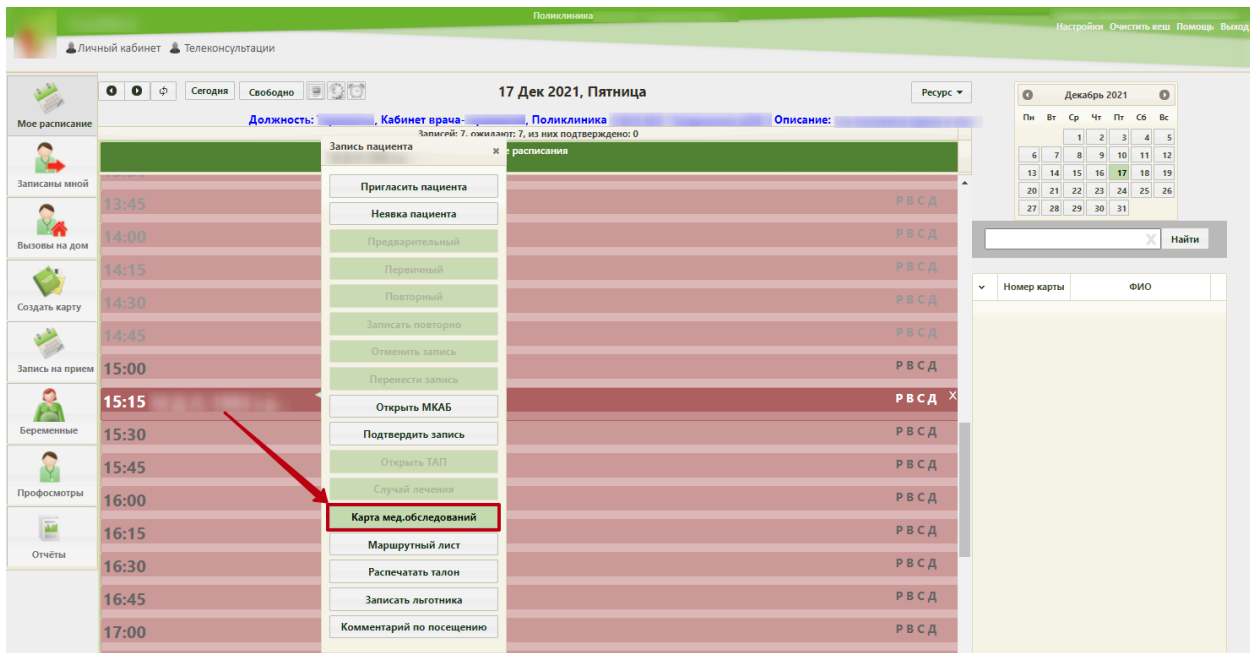 Поликлиника
Настройки Очистить кеш Помощь Выход
Личный кабинет Телеконсультации
Сегодня Свободно 17 Дек 2021, Пятница Ресурс
Должность: , Кабинет врача- , Поликлиника Описание:
Записей: 7, ожидают: 7, из них подтверждено: 0
Запись пациента x е расписания
Мое расписание
Записаны мной
Вызовы на дом
Создать карту
Запись на прием
Беременные
Профосмотры
Отчёты
13:45 Р В С Д
14:00 Р В С Д
14:15 Р В С Д
14:30 Р В С Д
14:45 Р В С Д
15:00 Р В С Д
15:15 Р В С Д X
15:30 Р В С Д
15:45 Р В С Д
16:00 Р В С Д
16:15 Р В С Д
16:30 Р В С Д
16:45 Р В С Д
17:00 Р В С Д
Пригласить пациента
Неявка пациента
Предварительный
Первичный
Повторный
Записать повторно
Отменить запись
Перенести запись
Открыть МКАБ
Подтвердить запись
Открыть ТАП
Случай лечения
Карта мед.обследований
Маршрутный лист
Распечатать талон
Записать льготника
Комментарий по посещению
Декабрь 2021
Пн Вт Ср Чт Пт Сб Вс
1 2 3 4 5
6 7 8 9 10 11 12
13 14 15 16 17 18 19
20 21 22 23 24 25 26
27 28 29 30 31
Найти
Номер карты ФИО